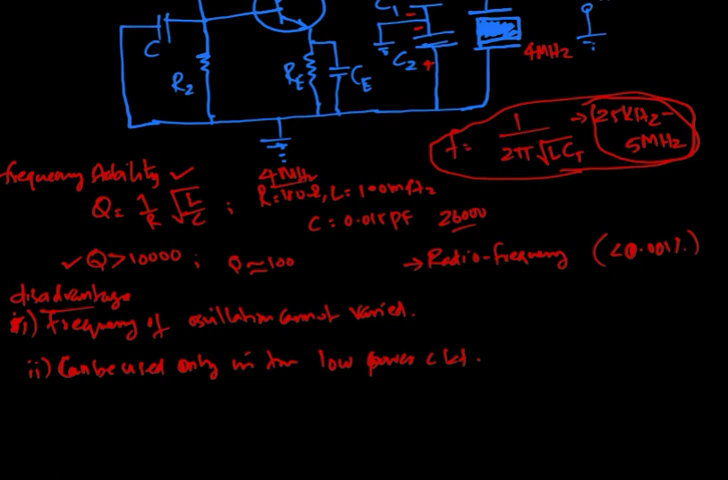 C1
C
R2
RE
CE
C2
4MHz
f = 1 / 2π√LCT → 25KHz - 5MHz
frequency stability ✓
Q = 1/R √L/C ;
4MHz
R=180Ω, L=100mH
C = 0.015PF 26000
✓ Q > 10000 ; Q ≃ 100
→ Radio-frequency (<0.001%.)
disadvantage
i) Frequency of oscillation cannot varied.
ii) Can be used only in low power ckt.